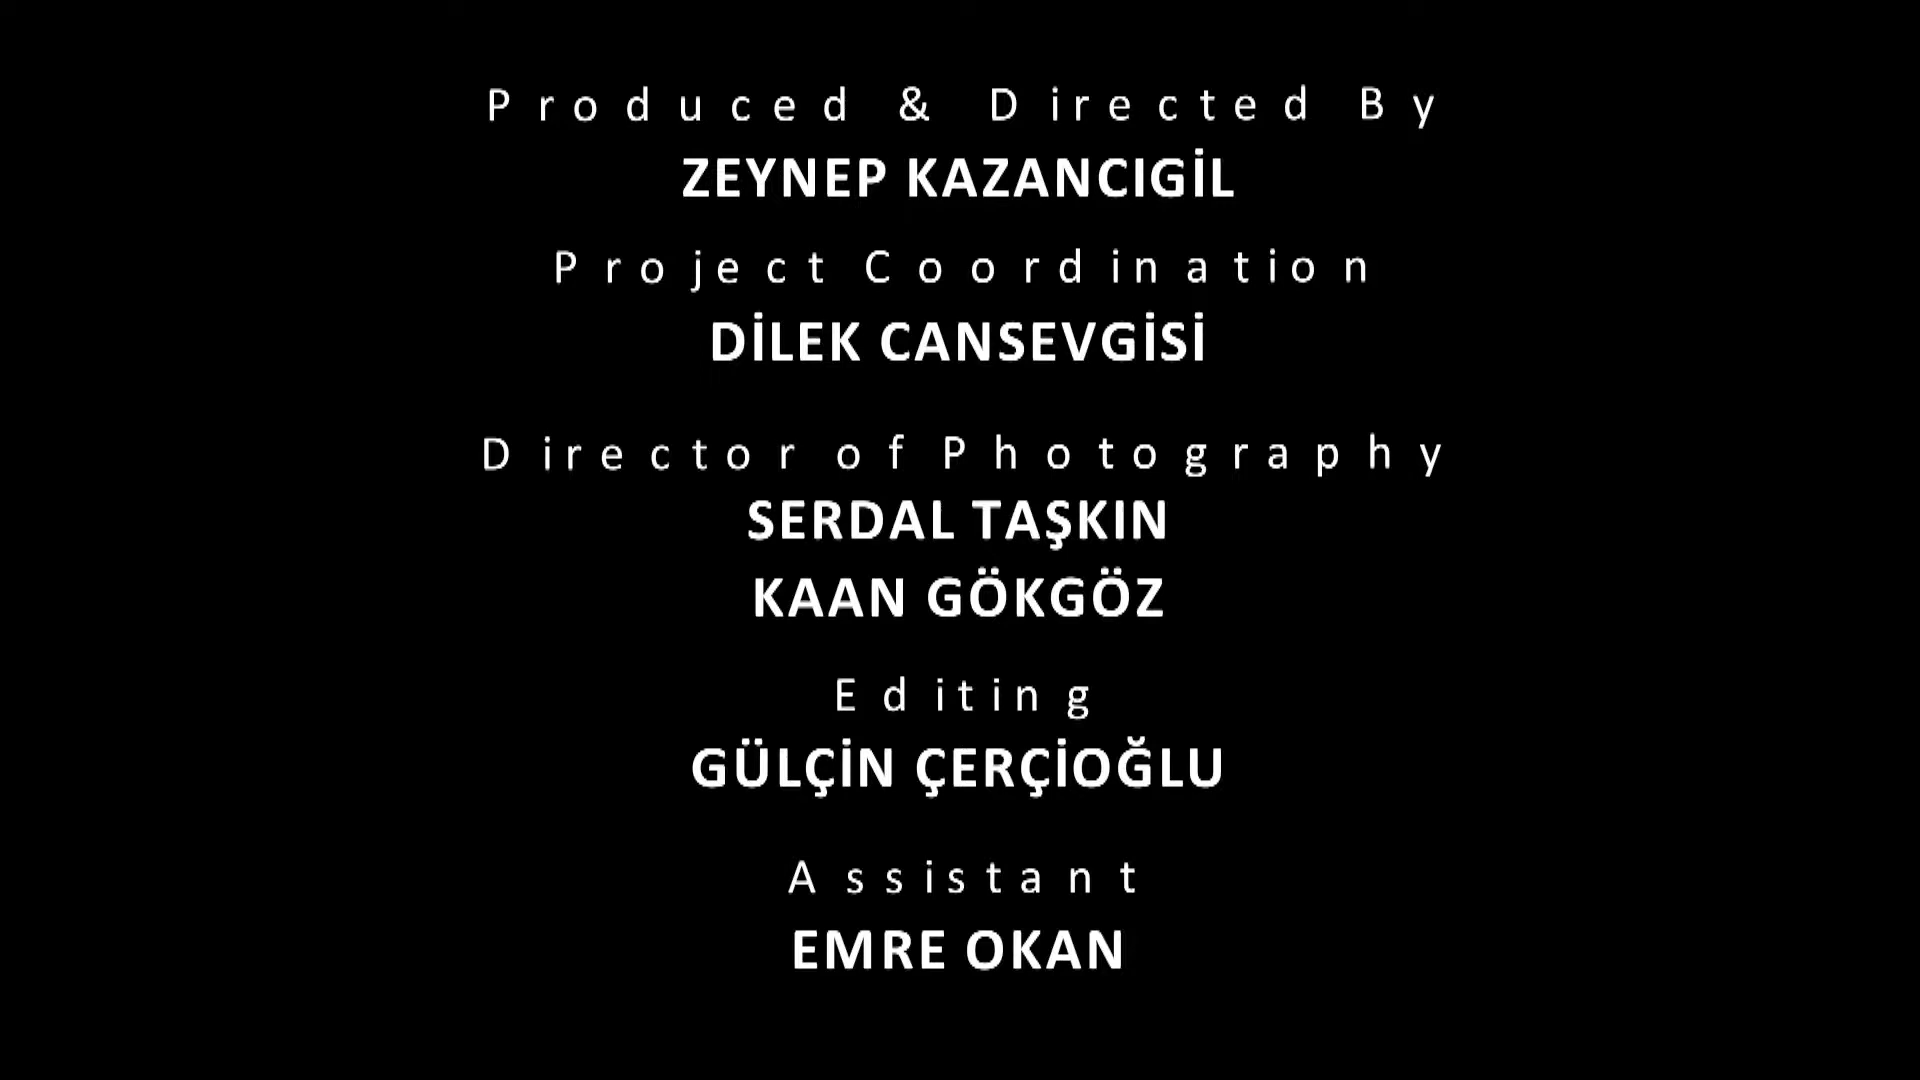 Produced & Directed By
ZEYNEP KAZANCIGİL
Project Coordination
DİLEK CANSEVGİSİ
Director of Photography
SERDAL TAŞKIN
KAAN GÖKGÖZ
Editing
GÜLÇİN ÇERÇİOĞLU
Assistant
EMRE OKAN